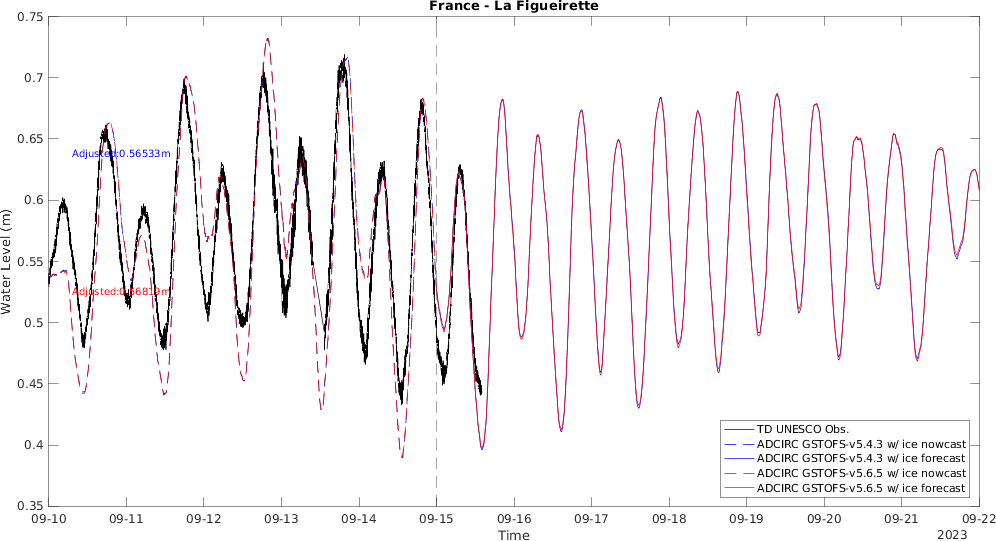 France - La Figueirette
0.75
0.7
0.65
0.6
0.55
0.5
0.45
0.4
0.35
Water Level (m)
Adjusted:0.56533m
Adjusted:0.56819m
TD UNESCO Obs.
ADCIRC GSTOFS-v5.4.3 w/ ice nowcast
ADCIRC GSTOFS-v5.4.3 w/ ice forecast
ADCIRC GSTOFS-v5.6.5 w/ ice nowcast
ADCIRC GSTOFS-v5.6.5 w/ ice forecast
09-10 09-11 09-12 09-13 09-14 09-15 09-16 09-17 09-18 09-19 09-20 09-21 09-22
Time
2023